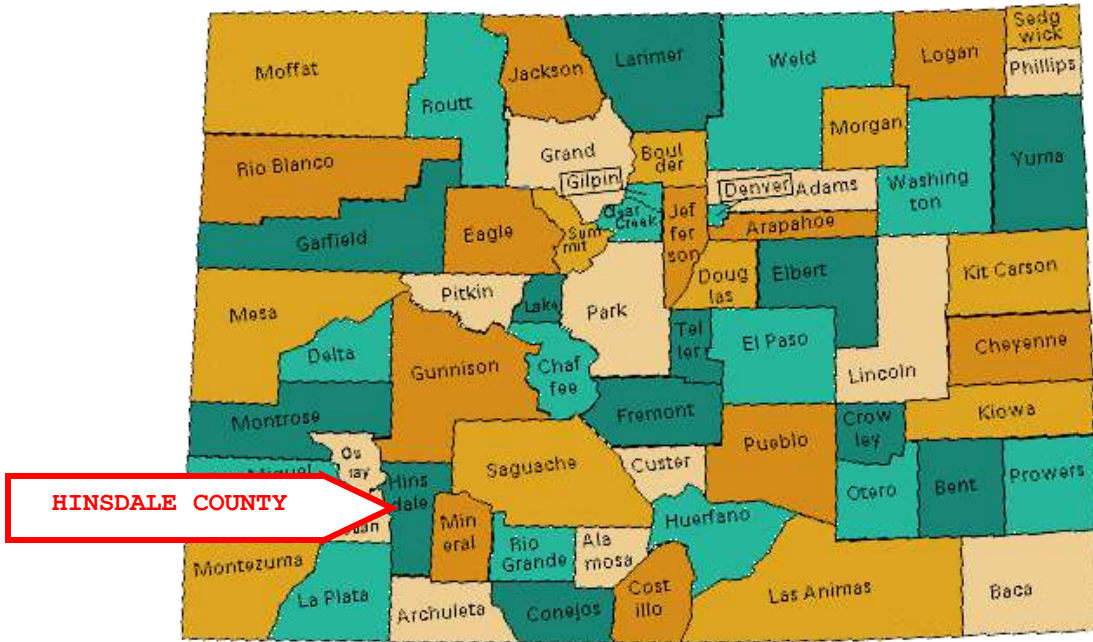 Sedg
wick
Logan
Phillips
Larimer
Weld
Moffat
Jackson
Routt
Morgan
Grand
Boul
der
Yuma
Rio Blanco
Gilpin
Denver
Adams
Washing
ton
Clear
Creek
Jef
fer
son
Arapahoe
Garfield
Eagle
Sum
mit
Doug
las
Elbert
Kit Carson
Pitkin
Lake
Park
Mesa
Tel
ler
El Paso
Cheyenne
Delta
Gunnison
Chaf
fee
Lincoln
Montrose
Fremont
Crow
ley
Kiowa
Pueblo
Ou
ray
Saguache
Custer
Miguel
Hins
dale
Otero
Bent
Prowers
HINSDALE COUNTY
Huerfano
Min
eral
Rio
Grande
Ala
mosa
Montezuma
La Plata
Archuleta
Conejos
Cost
illo
Las Animas
Baca